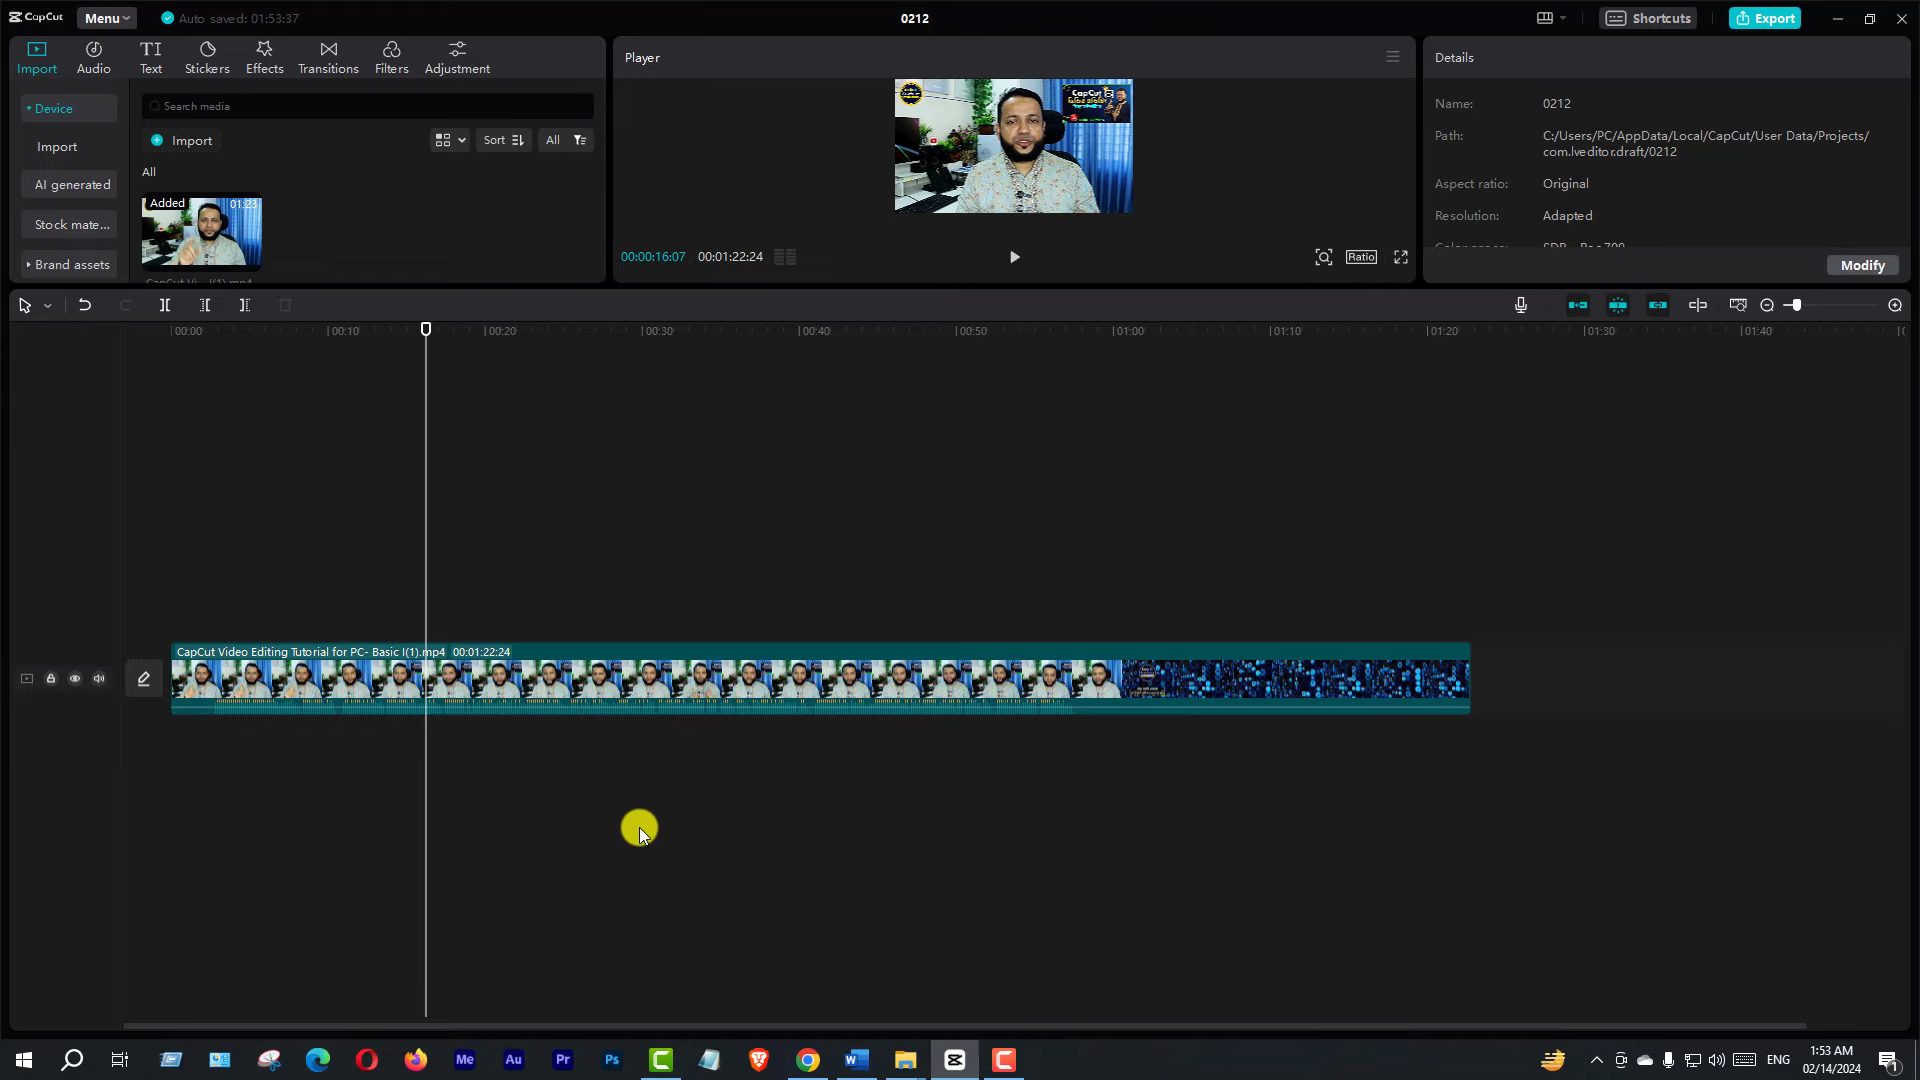 CapCut
Menu
Auto saved: 01:53:37
0212
Shortcuts
Export
Import
Audio
TI
Text
Stickers
Effects
Transitions
Filters
Adjustment
Device
Search media
Import
Import
Sort
All
AI generated
All
Added
01:23
Stock mate...
Brand assets
Player
CapCut
00:00:16:07
00:01:22:24
Ratio
Details
Name:
0212
Path:
C:/Users/PC/AppData/Local/CapCut/User Data/Projects/
com.lveditor.draft/0212
Aspect ratio:
Original
Resolution:
Adapted
Modify
00:00
00:10
00:20
00:30
00:40
00:50
01:00
01:10
01:20
01:30
01:40
CapCut Video Editing Tutorial for PC- Basic I(1).mp4 00:01:22:24
Me
Au
Pr
Ps
ENG
1:53 AM
02/14/2024
1